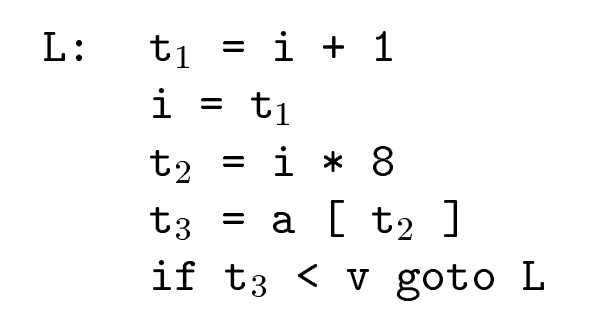 L: t₁ = i + 1
i = t₁
t₂ = i * 8
t₃ = a [ t₂ ]
if t₃ < v goto L